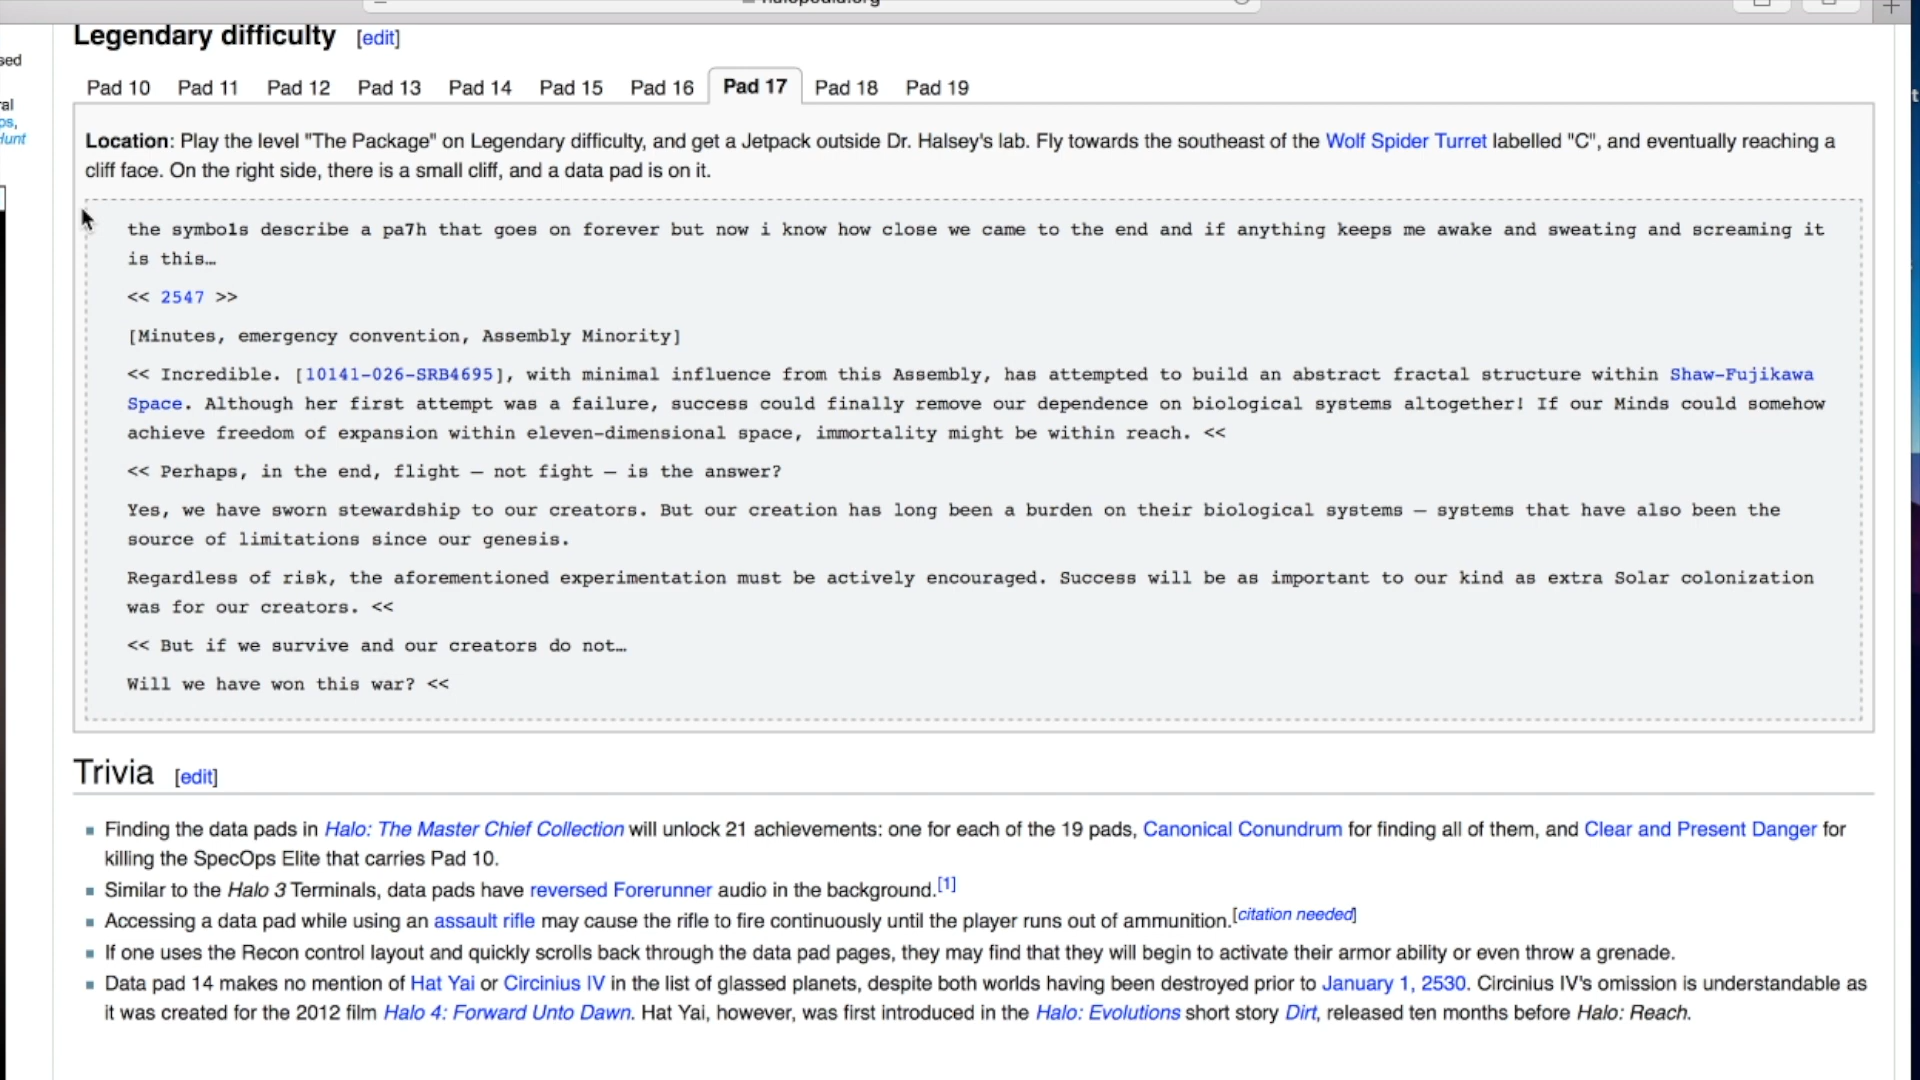 Legendary difficulty [edit]
Pad 10 Pad 11 Pad 12 Pad 13 Pad 14 Pad 15 Pad 16 Pad 17 Pad 18 Pad 19
Location: Play the level "The Package" on Legendary difficulty, and get a Jetpack outside Dr. Halsey's lab. Fly towards the southeast of the Wolf Spider Turret labelled "C", and eventually reaching a
cliff face. On the right side, there is a small cliff, and a data pad is on it.
the symbo1s describe a pa7h that goes on forever but now i know how close we came to the end and if anything keeps me awake and sweating and screaming it
is this…
<< 2547 >>
[Minutes, emergency convention, Assembly Minority]
<< Incredible. [10141-026-SRB4695], with minimal influence from this Assembly, has attempted to build an abstract fractal structure within Shaw-Fujikawa
Space. Although her first attempt was a failure, success could finally remove our dependence on biological systems altogether! If our Minds could somehow
achieve freedom of expansion within eleven-dimensional space, immortality might be within reach. <<
<< Perhaps, in the end, flight — not fight — is the answer?
Yes, we have sworn stewardship to our creators. But our creation has long been a burden on their biological systems — systems that have also been the
source of limitations since our genesis.
Regardless of risk, the aforementioned experimentation must be actively encouraged. Success will be as important to our kind as extra Solar colonization
was for our creators. <<
<< But if we survive and our creators do not…
Will we have won this war? <<
Trivia [edit]
Finding the data pads in Halo: The Master Chief Collection will unlock 21 achievements: one for each of the 19 pads, Canonical Conundrum for finding all of them, and Clear and Present Danger for
killing the SpecOps Elite that carries Pad 10.
Similar to the Halo 3 Terminals, data pads have reversed Forerunner audio in the background.[1]
Accessing a data pad while using an assault rifle may cause the rifle to fire continuously until the player runs out of ammunition.[citation needed]
If one uses the Recon control layout and quickly scrolls back through the data pad pages, they may find that they will begin to activate their armor ability or even throw a grenade.
Data pad 14 makes no mention of Hat Yai or Circinius IV in the list of glassed planets, despite both worlds having been destroyed prior to January 1, 2530. Circinius IV's omission is understandable as
it was created for the 2012 film Halo 4: Forward Unto Dawn. Hat Yai, however, was first introduced in the Halo: Evolutions short story Dirt, released ten months before Halo: Reach.